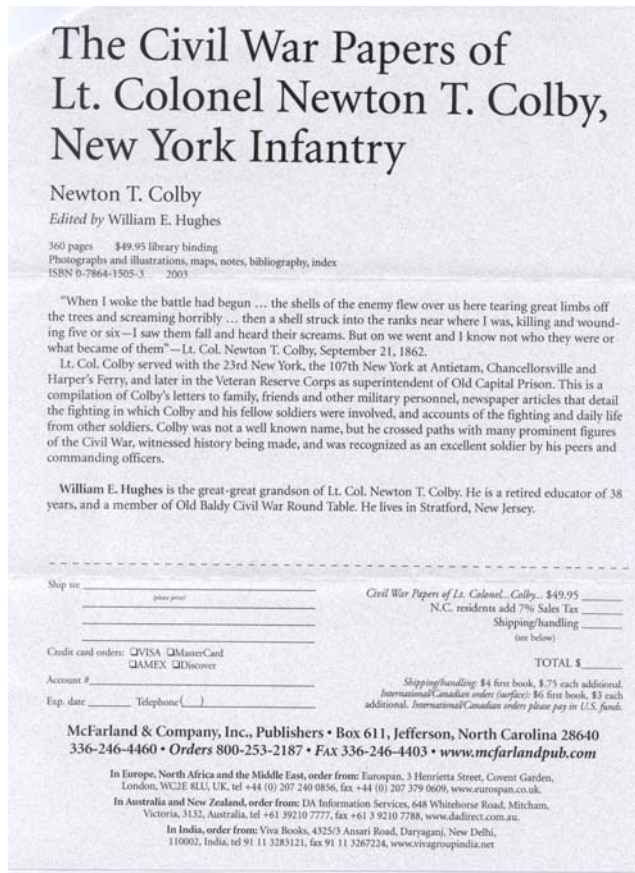 The Civil War Papers of
Lt. Colonel Newton T. Colby,
New York Infantry
Newton T. Colby
Edited by William E. Hughes
360 pages $49.95 library binding
Photographs and illustrations, maps, notes, bibliography, index
ISBN 0-7864-1505-3 2003
"When I woke the battle had begun … the shells of the enemy flew over us here tearing great limbs off
the trees and screaming horribly … then a shell struck into the ranks near where I was, killing and wound-
ing five or six—I saw them fall and heard their screams. But on we went and I know not who they were or
what became of them"—Lt. Col. Newton T. Colby, September 21, 1862.
Lt. Col. Colby served with the 23rd New York, the 107th New York at Antietam, Chancellorsville and
Harper's Ferry, and later in the Veteran Reserve Corps as superintendent of Old Capital Prison. This is a
compilation of Colby's letters to family, friends and other military personnel, newspaper articles that detail
the fighting in which Colby and his fellow soldiers were involved, and accounts of the fighting and daily life
from other soldiers. Colby was not a well known name, but he crossed paths with many prominent figures
of the Civil War, witnessed history being made, and was recognized as an excellent soldier by his peers and
commanding officers.
William E. Hughes is the great-great grandson of Lt. Col. Newton T. Colby. He is a retired educator of 38
years, and a member of Old Baldy Civil War Round Table. He lives in Stratford, New Jersey.
Ship to:
(please print)
Credit card orders: ❏VISA ❏MasterCard
❏AMEX ❏Discover
Account #
Exp. date Telephone ( )
Civil War Papers of Lt. Colonel...Colby... $49.95
N.C. residents add 7% Sales Tax
Shipping/handling
(see below)
TOTAL $
Shipping/handling: $4 first book, $.75 each additional.
International/Canadian orders (surface): $6 first book, $3 each
additional. International/Canadian orders please pay in U.S. funds.
McFarland & Company, Inc., Publishers • Box 611, Jefferson, North Carolina 28640
336-246-4460 • Orders 800-253-2187 • FAX 336-246-4403 • www.mcfarlandpub.com
In Europe, North Africa and the Middle East, order from: Eurospan, 3 Henrietta Street, Covent Garden,
London, WC2E 8LU, UK, tel +44 (0) 207 240 0856, fax +44 (0) 207 379 0609, www.eurospan.co.uk.
In Australia and New Zealand, order from: DA Information Services, 648 Whitehorse Road, Mitcham,
Victoria, 3132, Australia, tel +61 39210 7777, fax +61 3 9210 7788, www.dadirect.com.au.
In India, order from: Viva Books, 4325/3 Ansari Road, Daryaganj, New Delhi,
110002, India, tel 91 11 3283121, fax 91 11 3267224, www.vivagroupindia.net